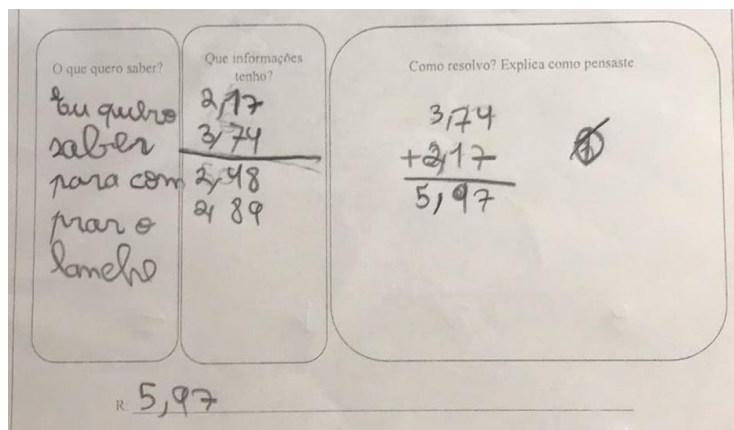 O que quero saber?
Eu quero
saber
para com
prar o
lanche
Que informações
tenho?
2,17
3,74
2,48
2,89
Como resolvo? Explica como pensaste
3,74
+2,17
5,97
R: 5,97